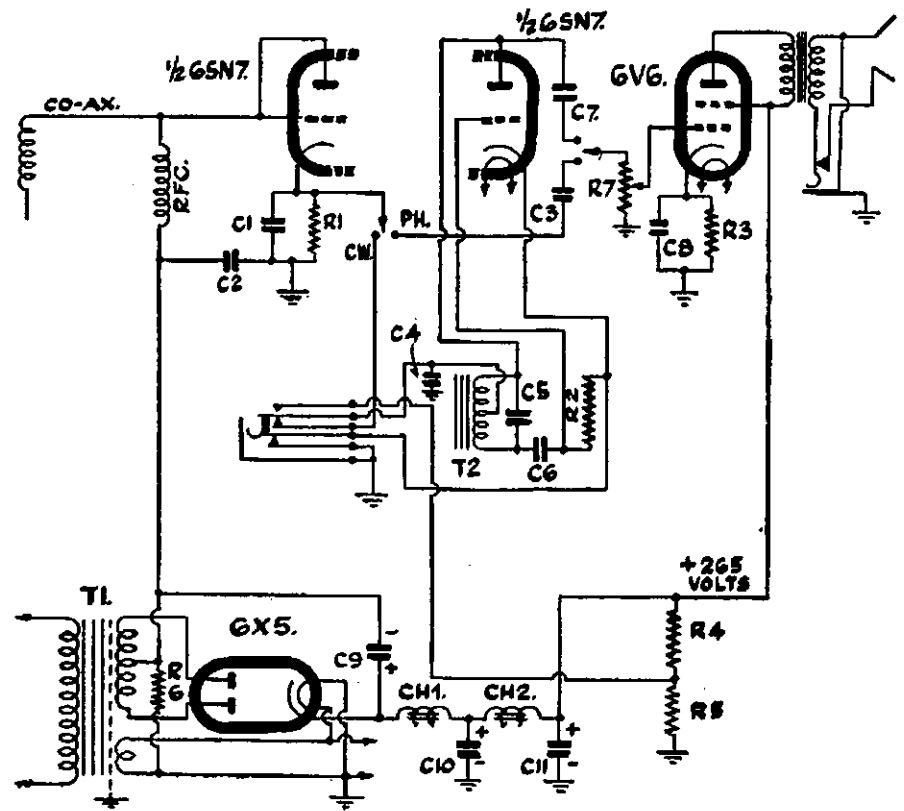 ½ 6SN7.
½ 6SN7.
6V6.
CO-AX.
RFC.
C1
R1
C2
PH.
CW.
C7
C3
R7
C8
R3
C4
C5
R2
T2
C6
+265
VOLTS
T1.
6X5.
R
6
C9
-
+
CH1.
CH2.
R4
R5
+
-
C10
+
-
C11